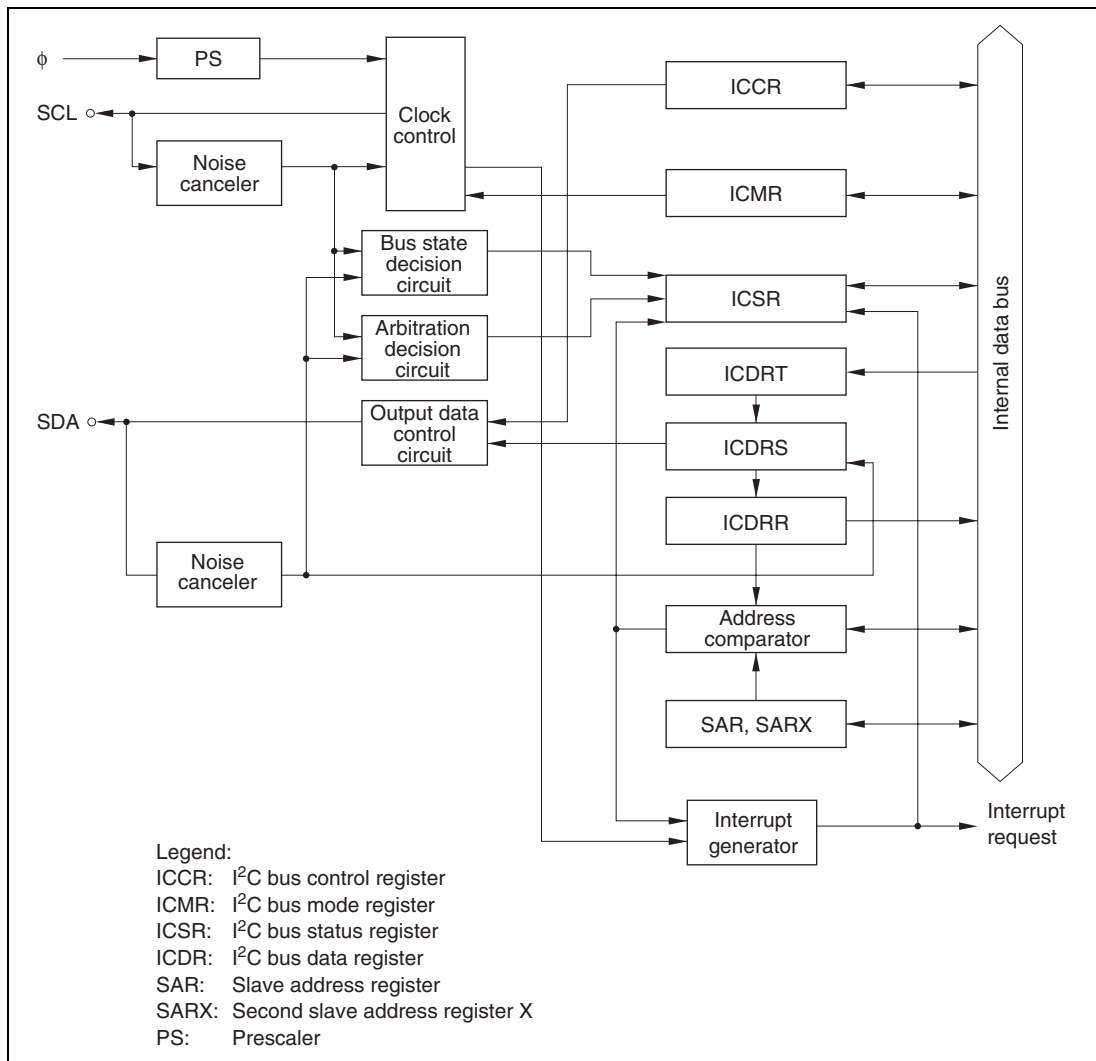 ϕ
PS
SCL
Clock
control
Noise
canceler
Bus state
decision
circuit
Arbitration
decision
circuit
SDA
Output data
control
circuit
Noise
canceler
ICCR
ICMR
ICSR
ICDRT
ICDRS
ICDRR
Address
comparator
SAR, SARX
Interrupt
generator
Internal data bus
Interrupt
request
Legend:
ICCR: I²C bus control register
ICMR: I²C bus mode register
ICSR: I²C bus status register
ICDR: I²C bus data register
SAR: Slave address register
SARX: Second slave address register X
PS: Prescaler